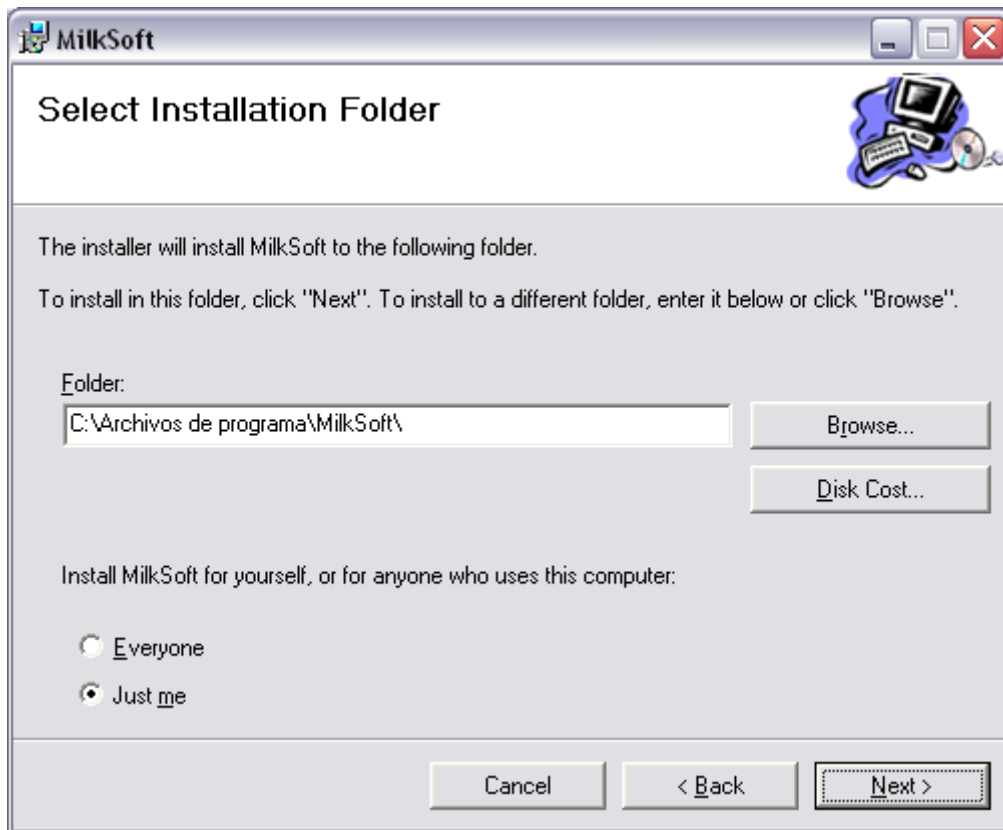 MilkSoft
Select Installation Folder
The installer will install MilkSoft to the following folder.
To install in this folder, click "Next". To install to a different folder, enter it below or click "Browse".
Folder:
C:\Archivos de programa\MilkSoft\
Browse...
Disk Cost...
Install MilkSoft for yourself, or for anyone who uses this computer:
Everyone
Just me
Cancel
< Back
Next >